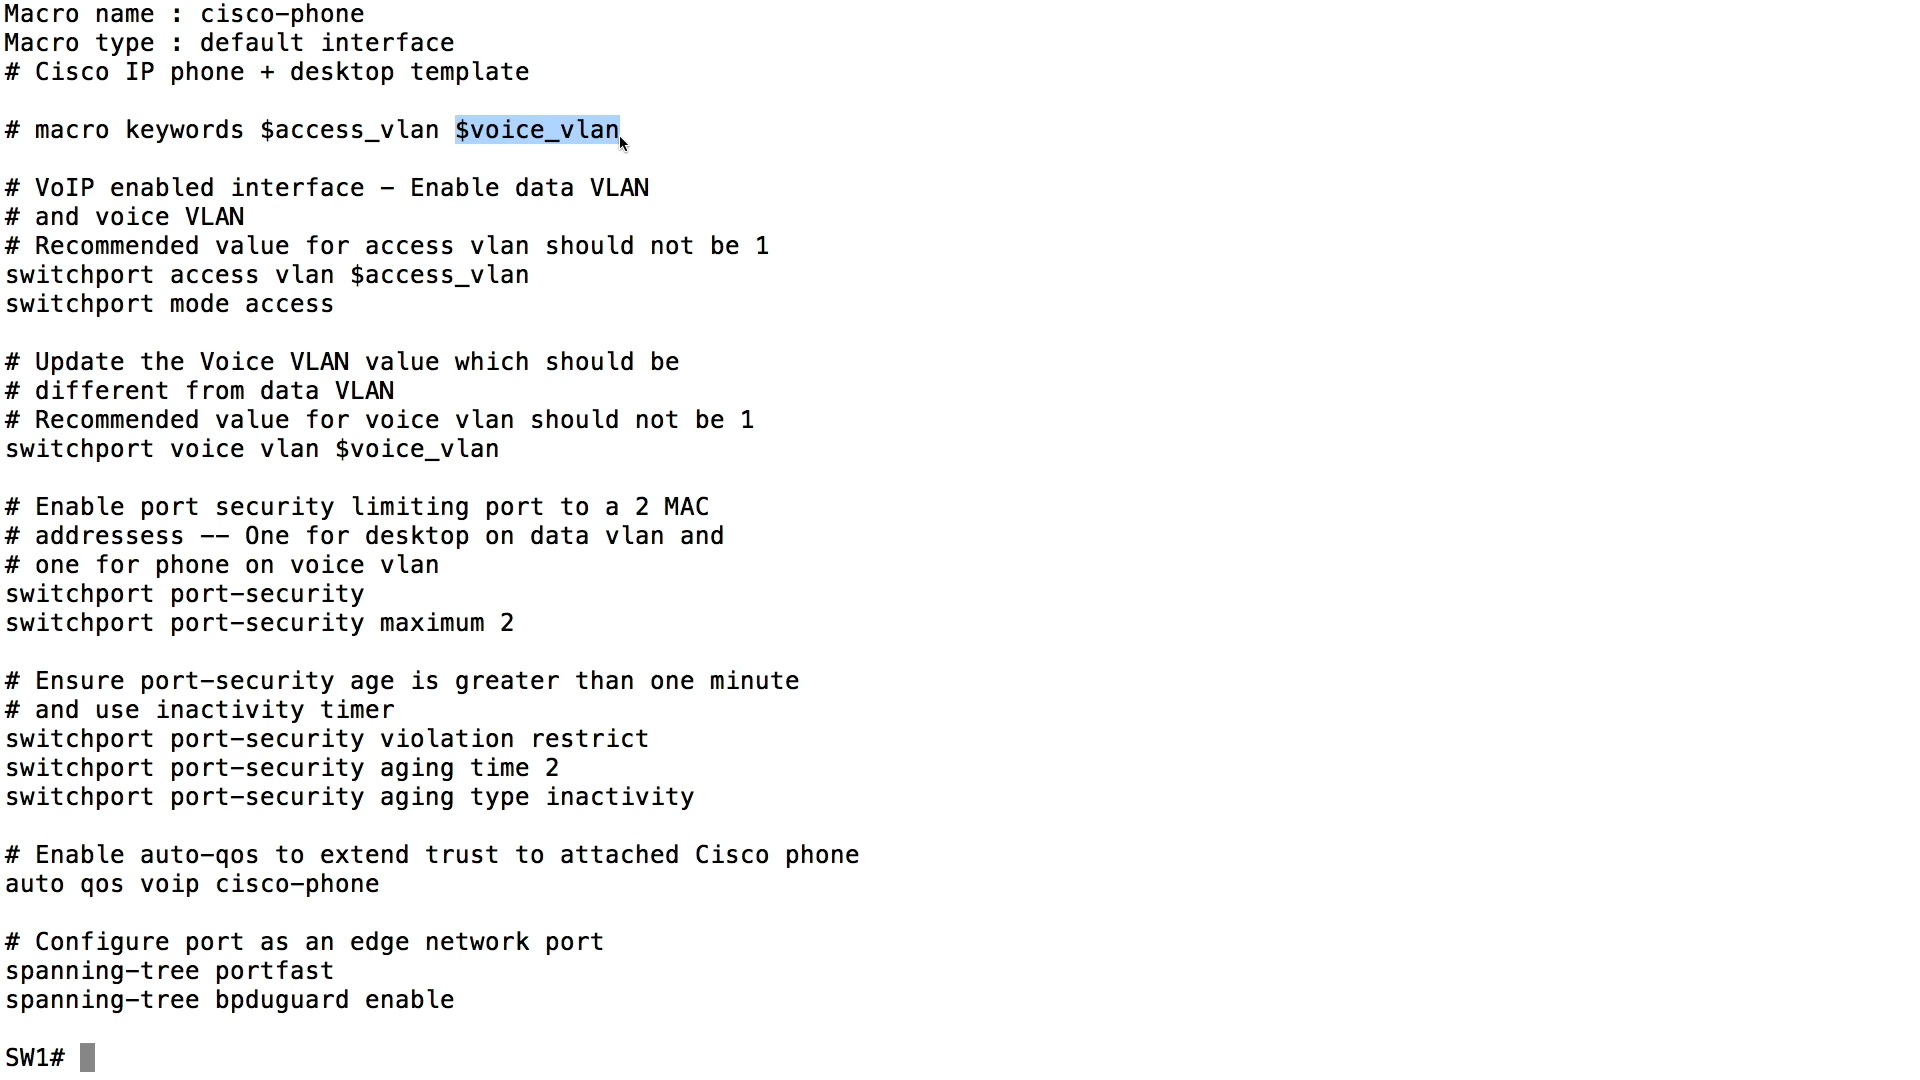 Macro name : cisco-phone
Macro type : default interface
# Cisco IP phone + desktop template
# macro keywords $access_vlan $voice_vlan
# VoIP enabled interface - Enable data VLAN
# and voice VLAN
# Recommended value for access vlan should not be 1
switchport access vlan $access_vlan
switchport mode access
# Update the Voice VLAN value which should be
# different from data VLAN
# Recommended value for voice vlan should not be 1
switchport voice vlan $voice_vlan
# Enable port security limiting port to a 2 MAC
# addressess -- One for desktop on data vlan and
# one for phone on voice vlan
switchport port-security
switchport port-security maximum 2
# Ensure port-security age is greater than one minute
# and use inactivity timer
switchport port-security violation restrict
switchport port-security aging time 2
switchport port-security aging type inactivity
# Enable auto-qos to extend trust to attached Cisco phone
auto qos voip cisco-phone
# Configure port as an edge network port
spanning-tree portfast
spanning-tree bpduguard enable
SW1#